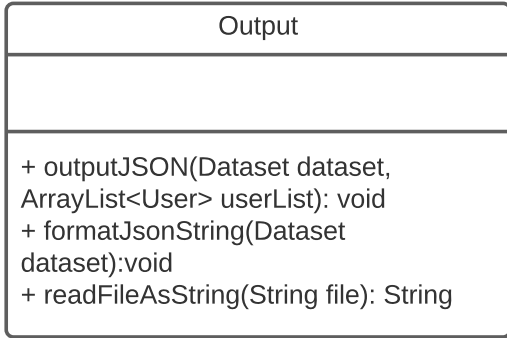 Output
+ outputJSON(Dataset dataset,
ArrayList<User> userList): void
+ formatJsonString(Dataset
dataset):void
+ readFileAsString(String file): String